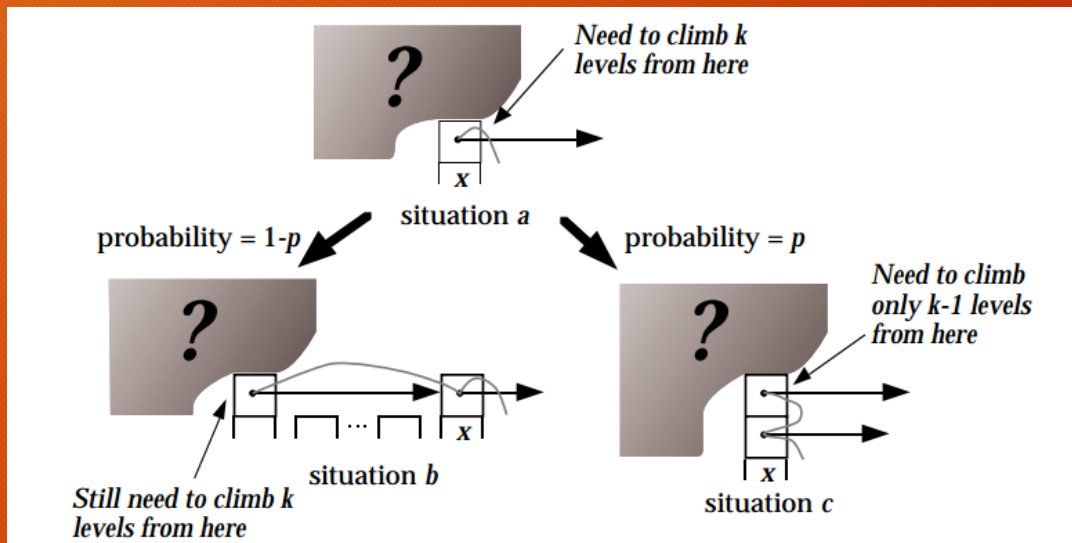 ?
Need to climb k
levels from here
x
situation a
probability = 1-p
probability = p
?
Still need to climb k
levels from here
...
x
situation b
?
Need to climb
only k-1 levels
from here
x
situation c